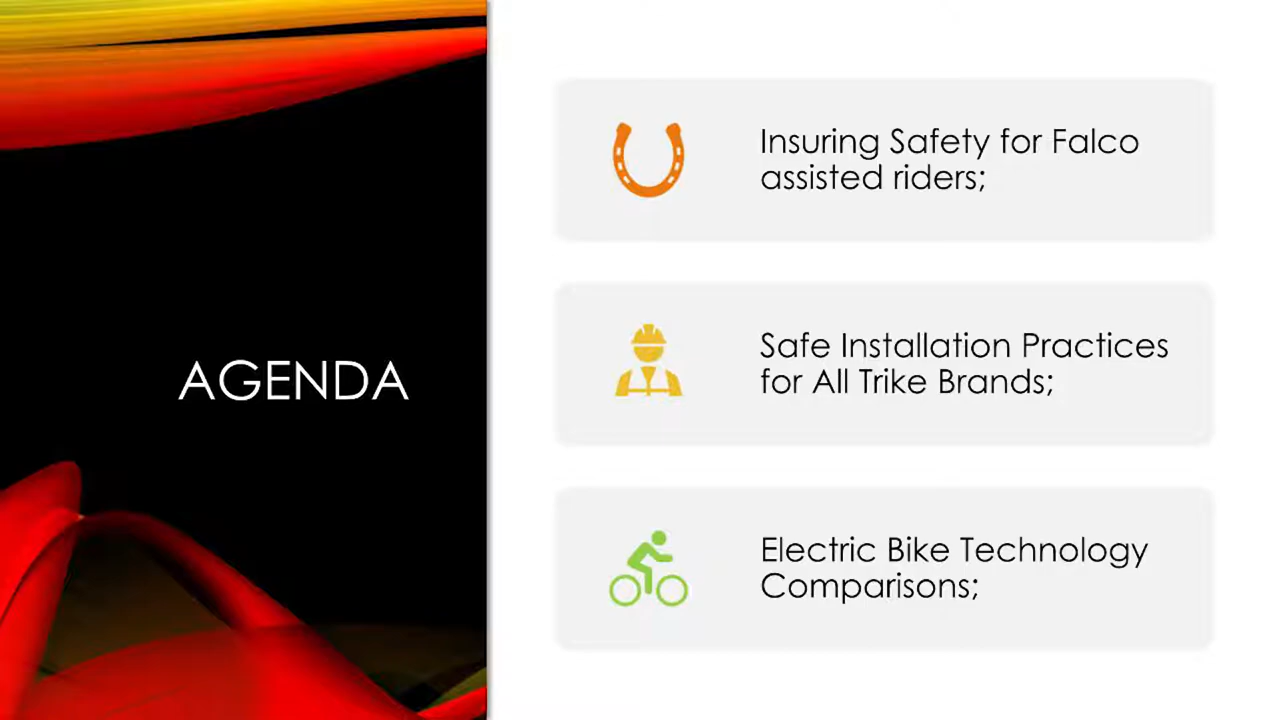 AGENDA
Insuring Safety for Falco
assisted riders;
Safe Installation Practices
for All Trike Brands;
Electric Bike Technology
Comparisons;